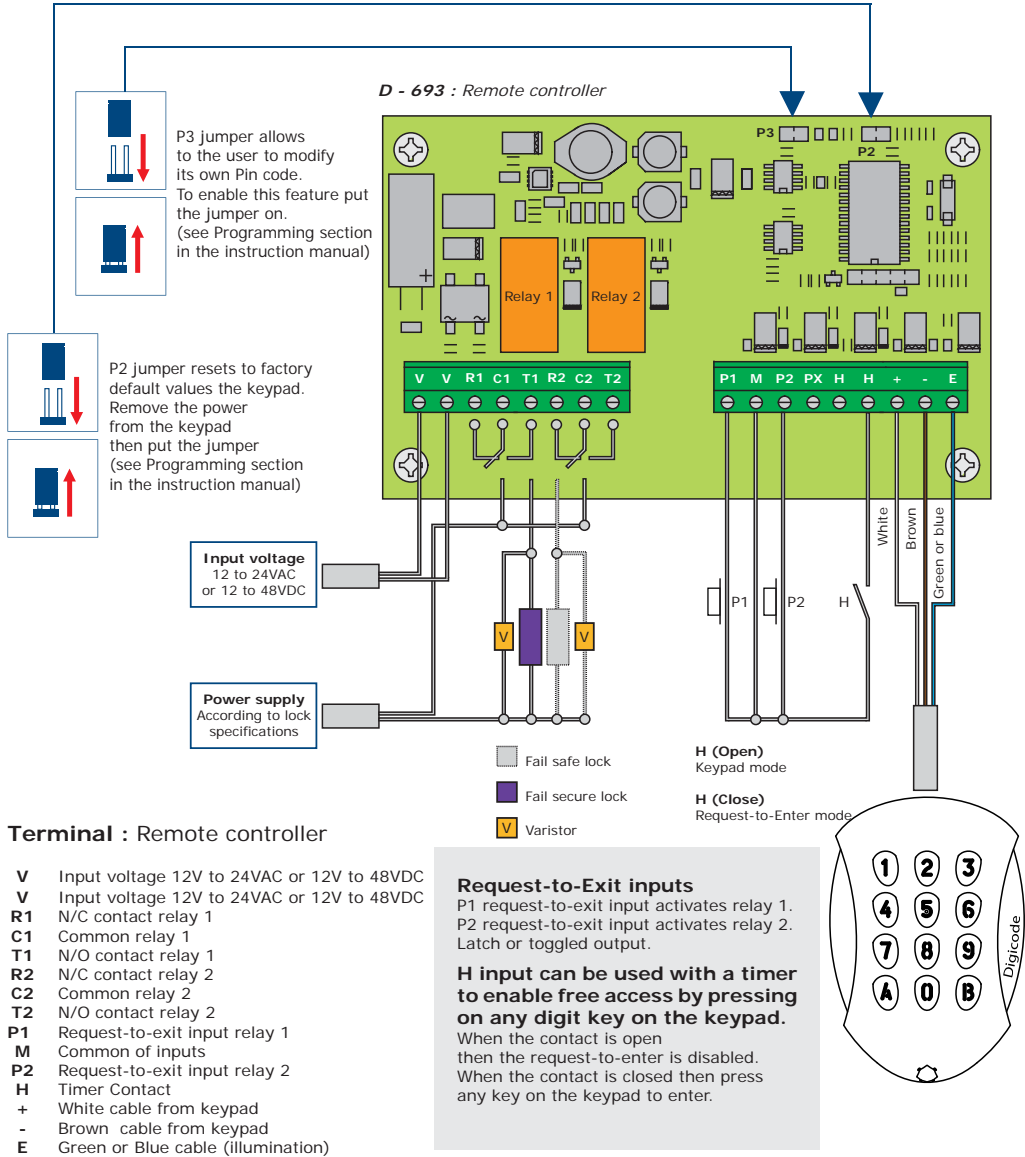 D - 693 : Remote controller
P3 jumper allows
to the user to modify
its own Pin code.
To enable this feature put
the jumper on.
(see Programming section
in the instruction manual)
P3
P2
Relay 1
Relay 2
+
~
~
P2 jumper resets to factory
default values the keypad.
Remove the power
from the keypad
then put the jumper
(see Programming section
in the instruction manual)
V V R1 C1 T1 R2 C2 T2
P1 M P2 PX H H + - E
White
Brown
Green or blue
Input voltage
12 to 24VAC
or 12 to 48VDC
P1
P2
H
V
V
Power supply
According to lock
specifications
Fail safe lock
Fail secure lock
V Varistor
H (Open)
Keypad mode
H (Close)
Request-to-Enter mode
Terminal : Remote controller
V Input voltage 12V to 24VAC or 12V to 48VDC
V Input voltage 12V to 24VAC or 12V to 48VDC
R1 N/C contact relay 1
C1 Common relay 1
T1 N/O contact relay 1
R2 N/C contact relay 2
C2 Common relay 2
T2 N/O contact relay 2
P1 Request-to-exit input relay 1
M Common of inputs
P2 Request-to-exit input relay 2
H Timer Contact
+ White cable from keypad
- Brown cable from keypad
E Green or Blue cable (illumination)
Request-to-Exit inputs
P1 request-to-exit input activates relay 1.
P2 request-to-exit input activates relay 2.
Latch or toggled output.
H input can be used with a timer
to enable free access by pressing
on any digit key on the keypad.
When the contact is open
then the request-to-enter is disabled.
When the contact is closed then press
any key on the keypad to enter.
1 2 3
4 5 6
7 8 9
A 0 B
Digicode